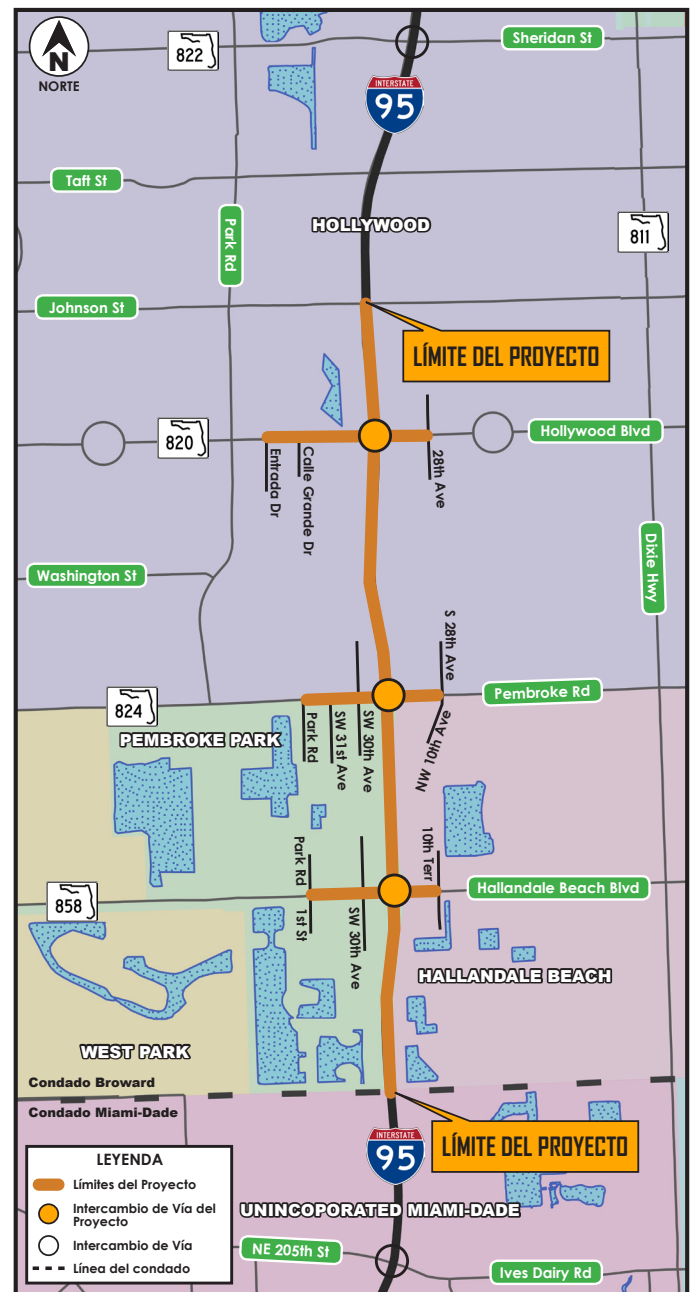 Sheridan St
822
NORTE
INTERSTATE
95
Taft St
HOLLYWOOD
Park Rd
811
Johnson St
LÍMITE DEL PROYECTO
820
Hollywood Blvd
Entrada Dr
Calle Grande Dr
28th Ave
Dixie Hwy
Washington St
S 28th Ave
824
Pembroke Rd
PEMBROKE PARK
Park Rd
SW 31st Ave
SW 30th Ave
NW 10th Ave
Park Rd
10th Terr
858
Hallandale Beach Blvd
1st St
SW 30th Ave
HALLANDALE BEACH
WEST PARK
Condado Broward
Condado Miami-Dade
INTERSTATE
95
LÍMITE DEL PROYECTO
LEYENDA
Límites del Proyecto
Intercambio de Vía del
Proyecto
Intercambio de Vía
Línea del condado
UNINCOPORATED MIAMI-DADE
NE 205th St
Ives Dairy Rd